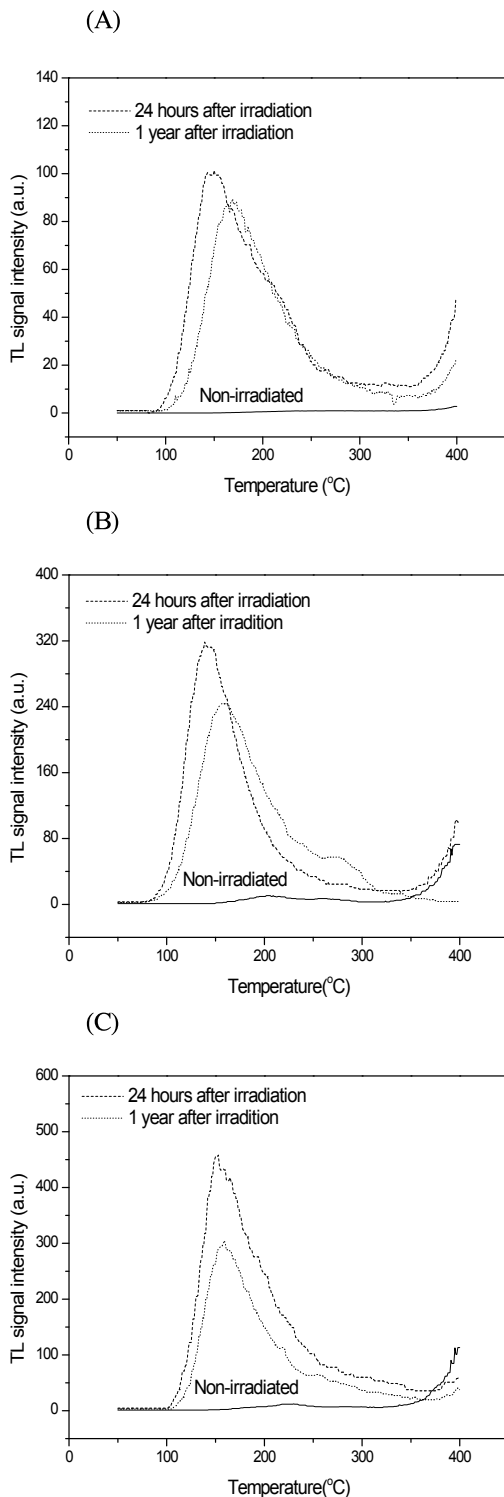 (A)
140
120
100
80
60
40
20
0
TL signal intensity (a.u.)
24 hours after irradiation
1 year after irradiation
Non-irradiated
0 100 200 300 400
Temperature (°C)
(B)
400
320
240
160
80
0
TL signal intensity (a.u.)
24 hours after irradiation
1 year after irradition
Non-irradiated
0 100 200 300 400
Temperature(°C)
(C)
600
500
400
300
200
100
0
TL signal intensity (a.u.)
24 hours after irradiation
1 year after irradition
Non-irradiated
0 100 200 300 400
Temperature(°C)